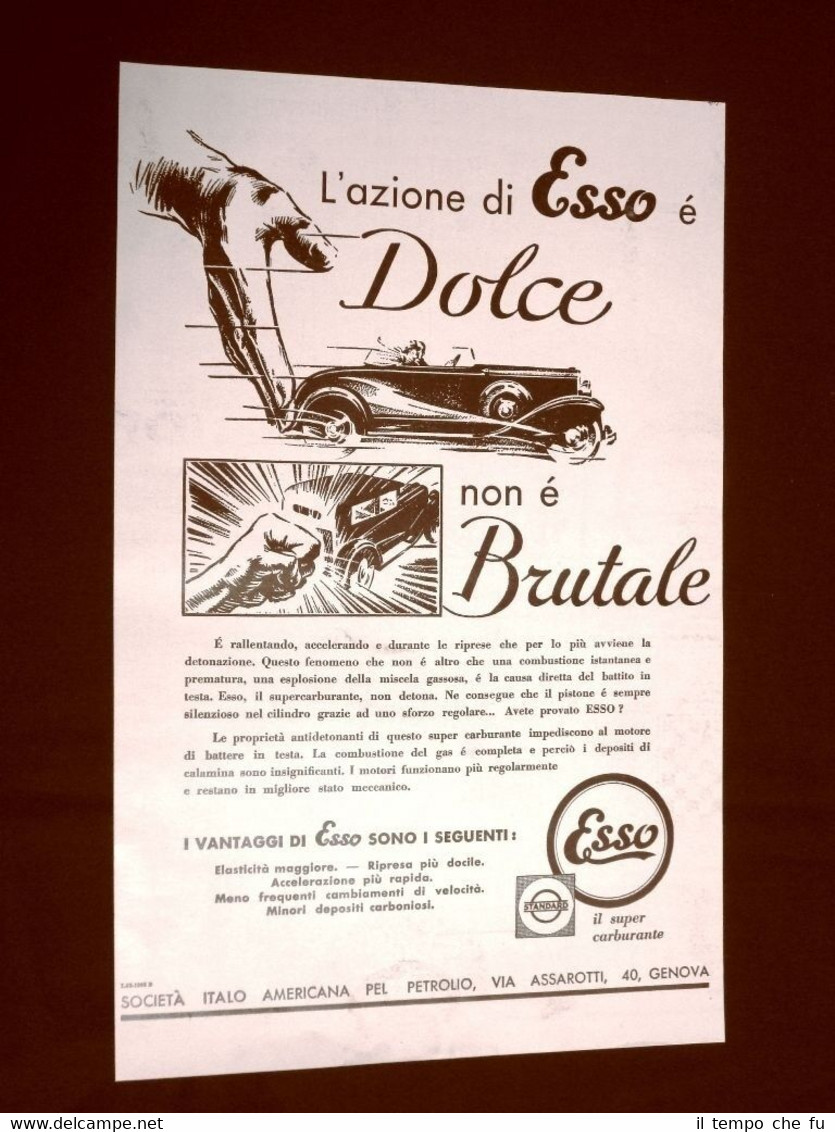 L'azione di Esso é
Dolce
non é
Brutale
É rallentando, accelerando e durante le riprese che per lo più avviene la
detonazione. Questo fenomeno che non é altro che una combustione istantanea e
prematura, una esplosione della miscela gassosa, é la causa diretta del battito in
testa. Esso, il supercarburante, non detona. Ne consegue che il pistone é sempre
silenzioso nel cilindro grazie ad uno sforzo regolare... Avete provato ESSO ?
Le proprietà antidetonanti di questo super carburante impediscono al motore
di battere in testa. La combustione del gas é completa e perciò i depositi di
calamina sono insignificanti. I motori funzionano più regolarmente
e restano in migliore stato meccanico.
I VANTAGGI DI Esso SONO I SEGUENTI :
Elasticità maggiore. — Ripresa più docile.
Accelerazione più rapida.
Meno frequenti cambiamenti di velocità.
Minori depositi carboniosi.
Esso
STANDARD
il super
carburante
SOCIETÀ ITALO AMERICANA PEL PETROLIO, VIA ASSAROTTI, 40, GENOVA
www.delcampe.net
il tempo che fu